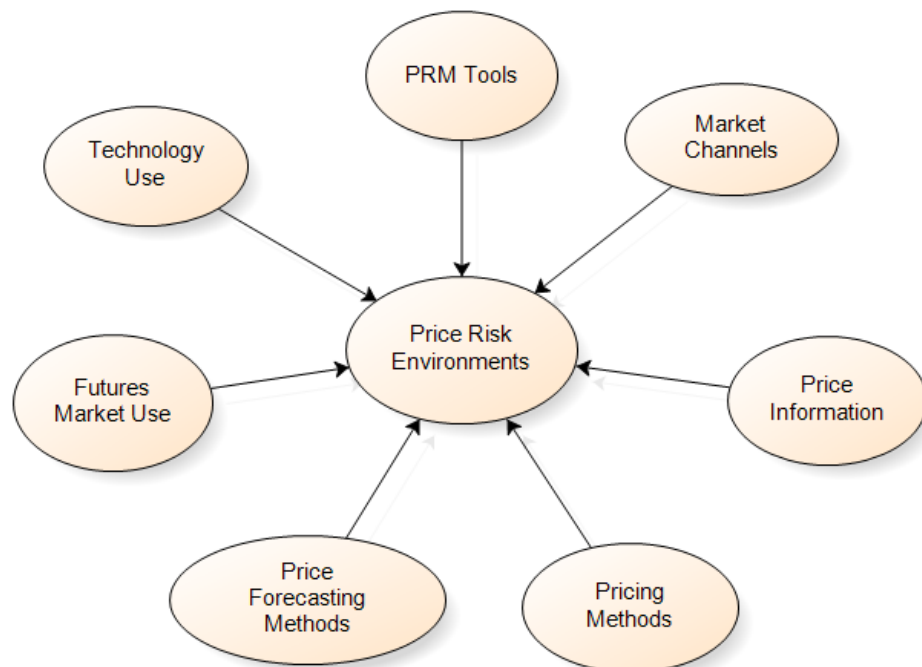 PRM Tools
Market
Channels
Technology
Use
Price Risk
Environments
Futures
Market Use
Price
Information
Price
Forecasting
Methods
Pricing
Methods